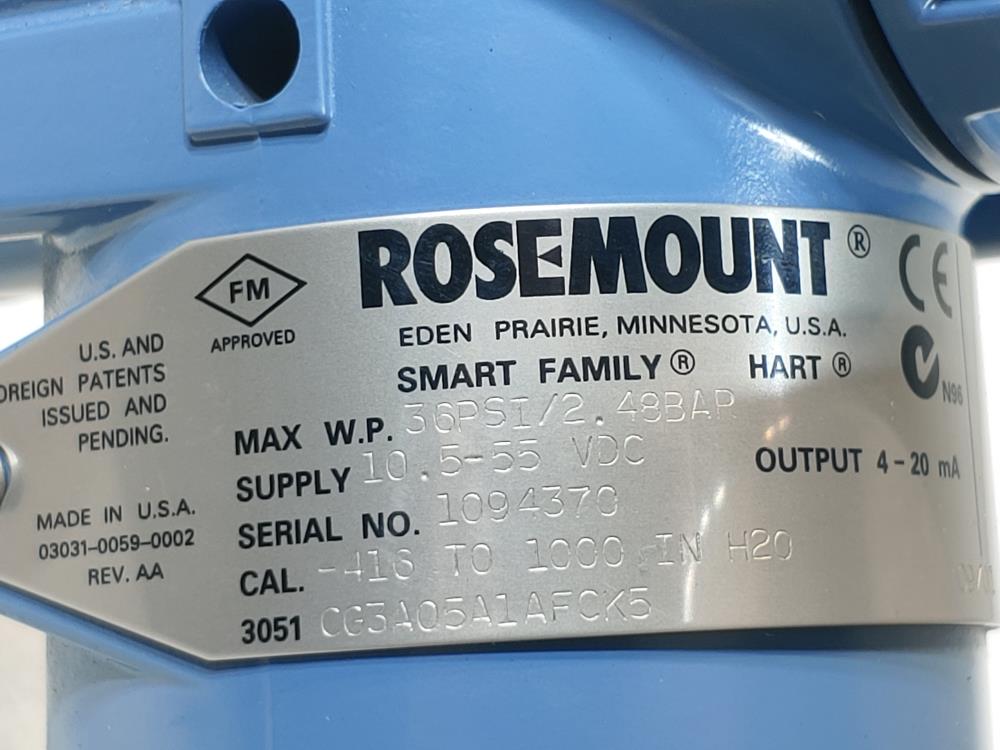 FM
APPROVED
ROSEMOUNT®
CE
EDEN PRAIRIE, MINNESOTA, U.S.A.
SMART FAMILY® HART®
N96
U.S. AND
OREIGN PATENTS
ISSUED AND
PENDING.
MAX W.P. 36PSI/2.48BAR
SUPPLY 10.5-55 VDC
OUTPUT 4-20 mA
SERIAL NO. 1094370
MADE IN U.S.A.
03031-0059-0002
REV. AA
CAL. -416 TO 1000 IN H2O
3051 CG3A05A1AFCK5